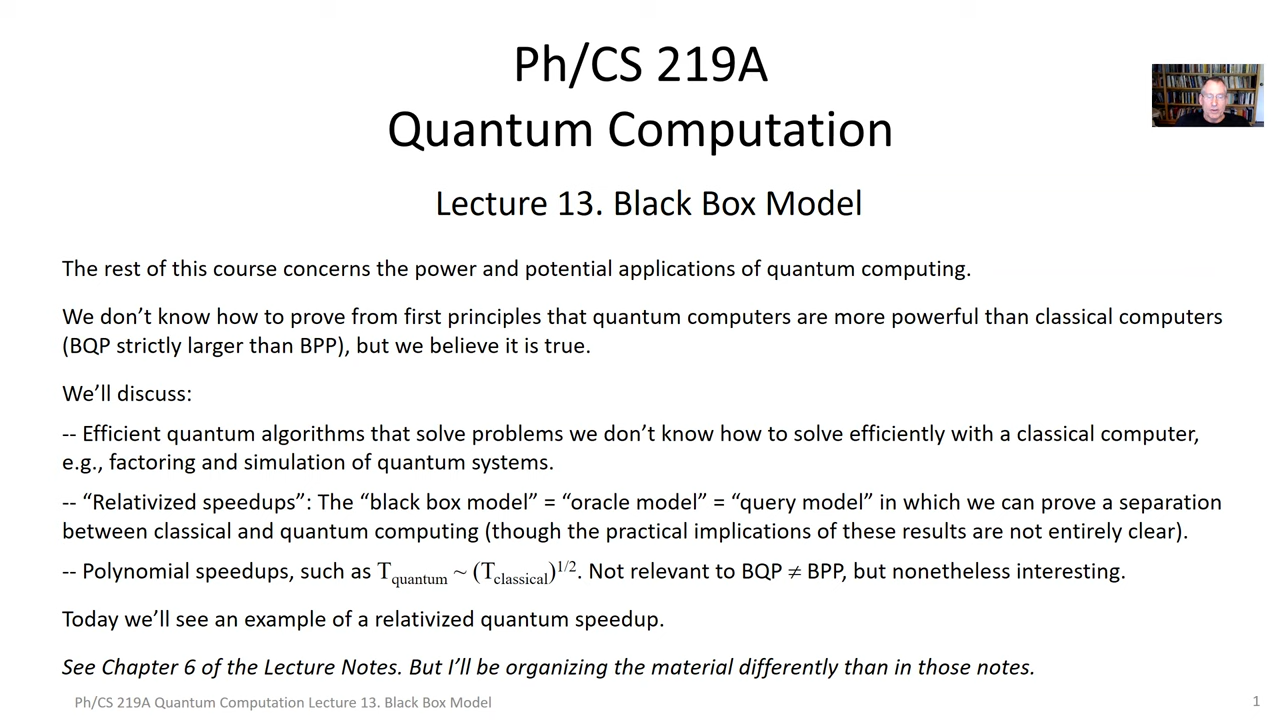 Ph/CS 219A
Quantum Computation
Lecture 13. Black Box Model
The rest of this course concerns the power and potential applications of quantum computing.
We don’t know how to prove from first principles that quantum computers are more powerful than classical computers
(BQP strictly larger than BPP), but we believe it is true.
We’ll discuss:
-- Efficient quantum algorithms that solve problems we don’t know how to solve efficiently with a classical computer,
e.g., factoring and simulation of quantum systems.
-- “Relativized speedups”: The “black box model” = “oracle model” = “query model” in which we can prove a separation
between classical and quantum computing (though the practical implications of these results are not entirely clear).
-- Polynomial speedups, such as T_quantum ~ (T_classical)^1/2. Not relevant to BQP ≠ BPP, but nonetheless interesting.
Today we’ll see an example of a relativized quantum speedup.
See Chapter 6 of the Lecture Notes. But I’ll be organizing the material differently than in those notes.
Ph/CS 219A Quantum Computation Lecture 13. Black Box Model
1